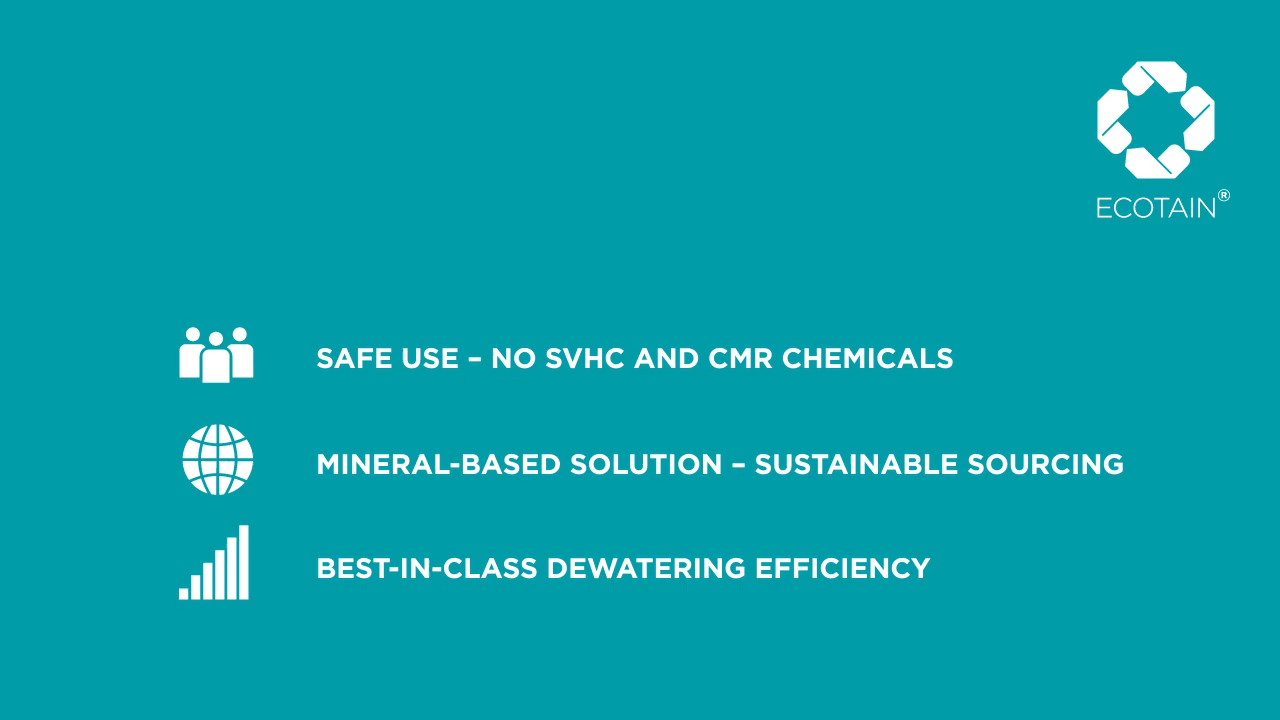 ECOTAIN®
SAFE USE – NO SVHC AND CMR CHEMICALS
MINERAL-BASED SOLUTION – SUSTAINABLE SOURCING
BEST-IN-CLASS DEWATERING EFFICIENCY